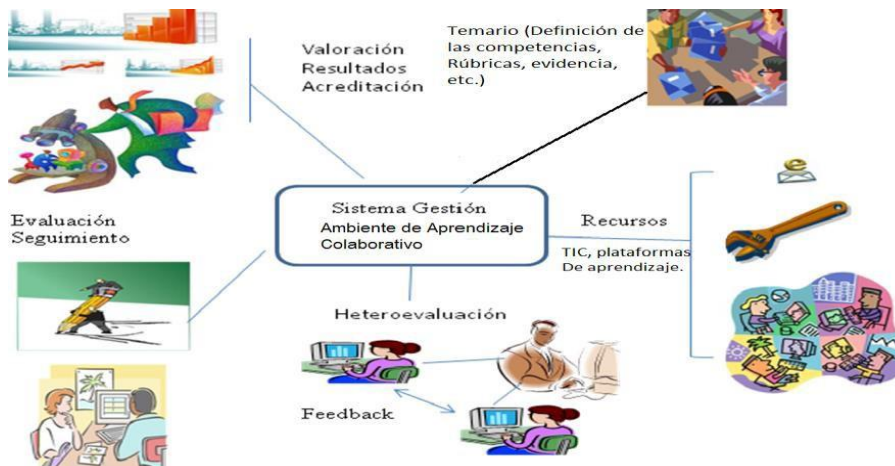 Valoración
Resultados
Acreditación
Temario (Definición de
las competencias,
Rúbricas, evidencia,
etc.)
Sistema Gestión
Ambiente de Aprendizaje
Colaborativo
Recursos
TIC, plataformas
De aprendizaje.
Evaluación
Seguimiento
Heteroevaluación
Feedback